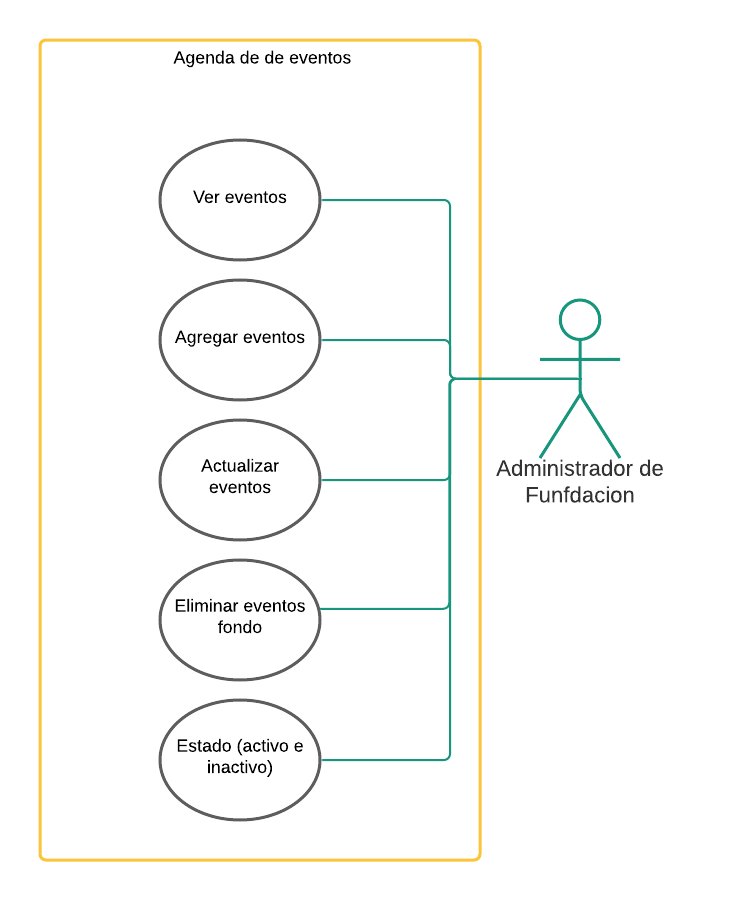 Agenda de de eventos
Ver eventos
Agregar eventos
Actualizar
eventos
Eliminar eventos
fondo
Estado (activo e
inactivo)
Administrador de
Funfdacion